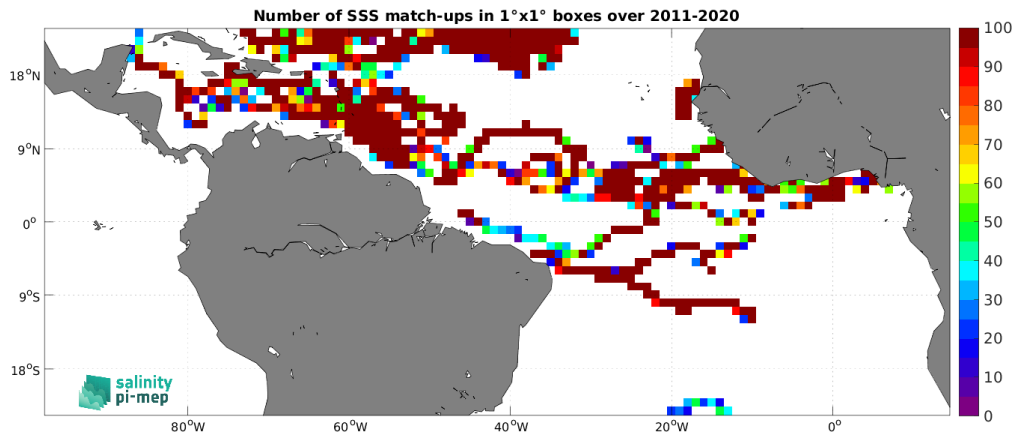 Number of SSS match-ups in 1°x1° boxes over 2011-2020
18°N
9°N
0°
9°S
18°S
80°W
60°W
40°W
20°W
0°
100
90
80
70
60
50
40
30
20
10
0
salinity
pi-mep